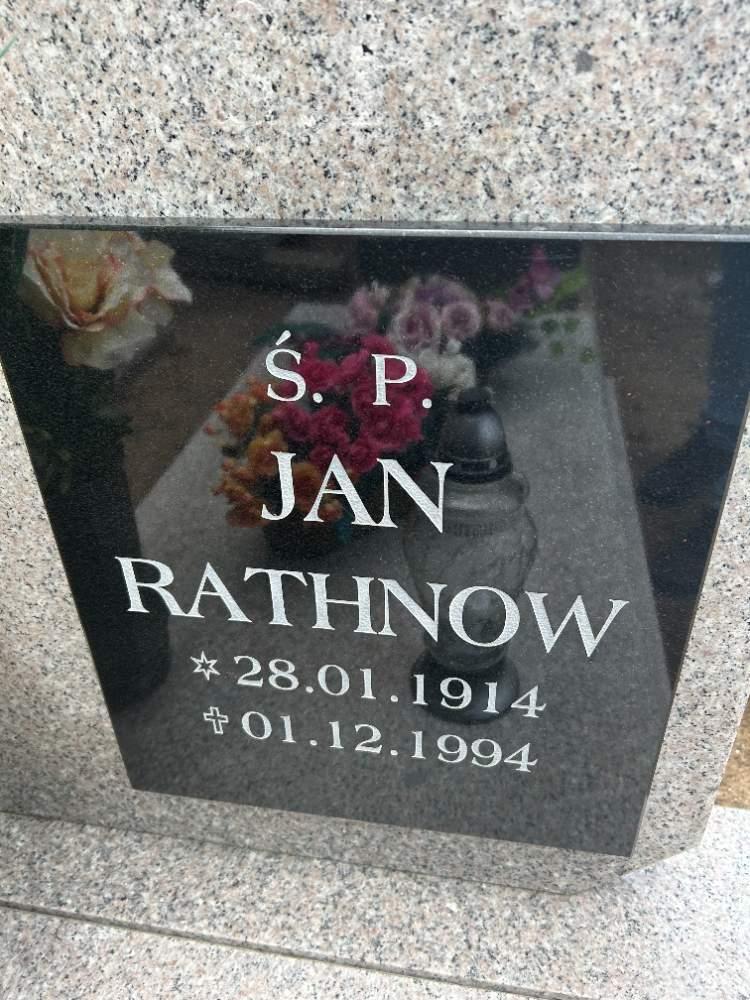 Ś. P.
JAN
RATHNOW
✡ 28.01.1914
✝ 01.12.1994